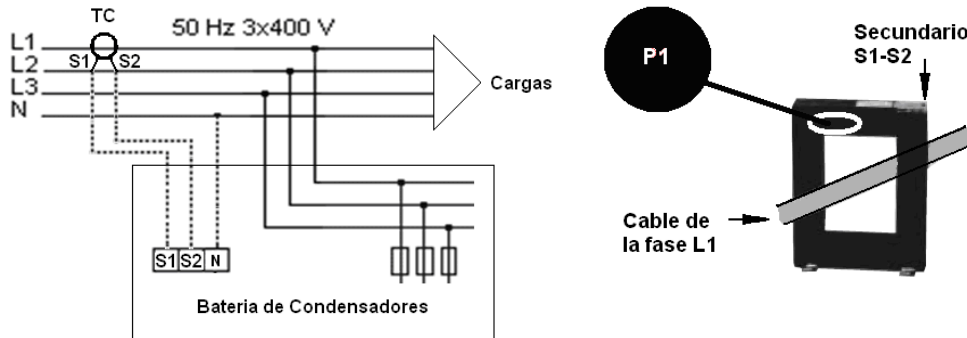 TC
50 Hz 3x400 V
L1
S1 S2
L2
L3
N
Cargas
S1 S2 N
Bateria de Condensadores
P1
Secundario
S1-S2
Cable de
la fase L1